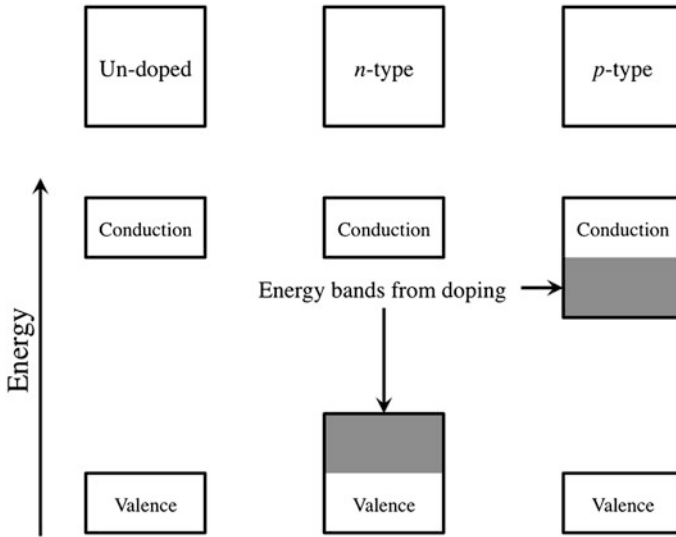 Un-doped
n-type
p-type
Conduction
Conduction
Conduction
Energy bands from doping
Energy
Valence
Valence
Valence